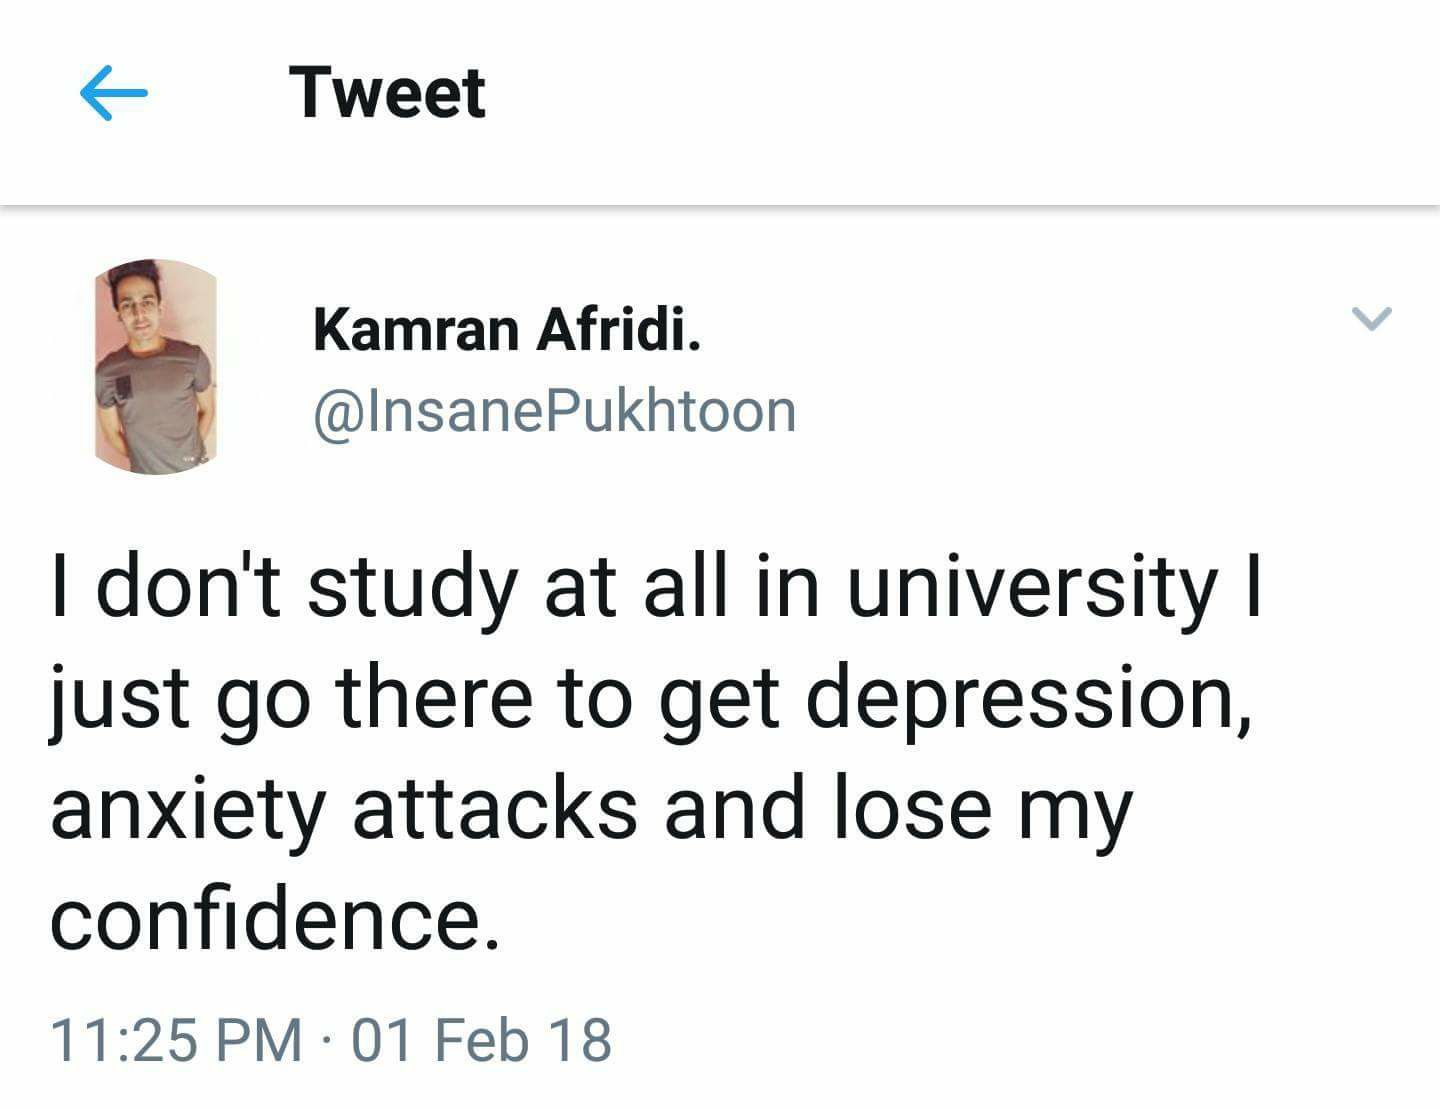 Tweet
Kamran Afridi.
@InsanePukhtoon
I don't study at all in university I
just go there to get depression,
anxiety attacks and lose my
confidence.
11:25 PM · 01 Feb 18